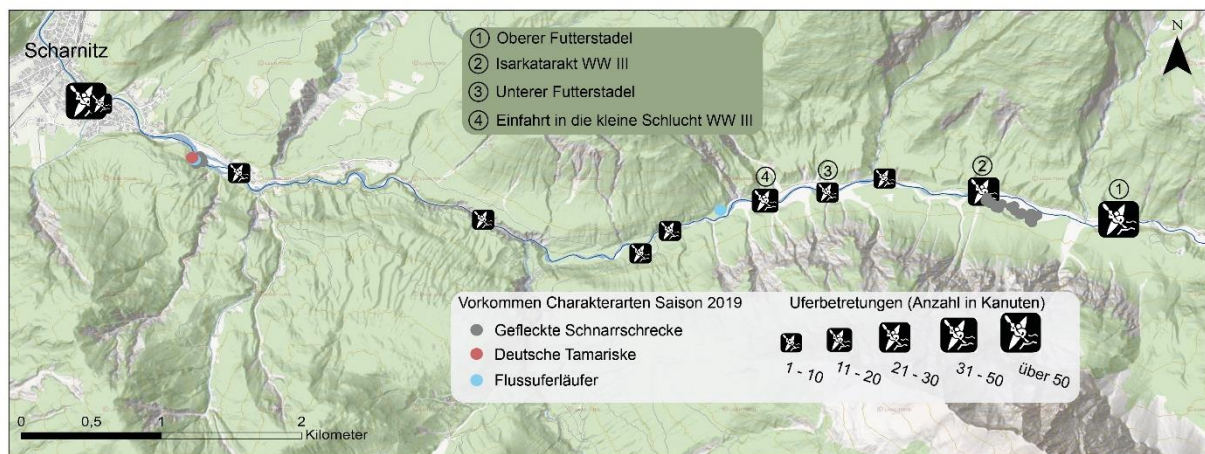 Scharnitz
N
① Oberer Futterstadel
② Isarkatarakt WW III
③ Unterer Futterstadel
④ Einfahrt in die kleine Schlucht WW III
④
③
②
①
Vorkommen Charakterarten Saison 2019
Gefleckte Schnarrschrecke
Deutsche Tamariske
Flussuferläufer
Uferbetretungen (Anzahl in Kanuten)
1 - 10
11 - 20
21 - 30
31 - 50
über 50
0 0,5 1 2
Kilometer